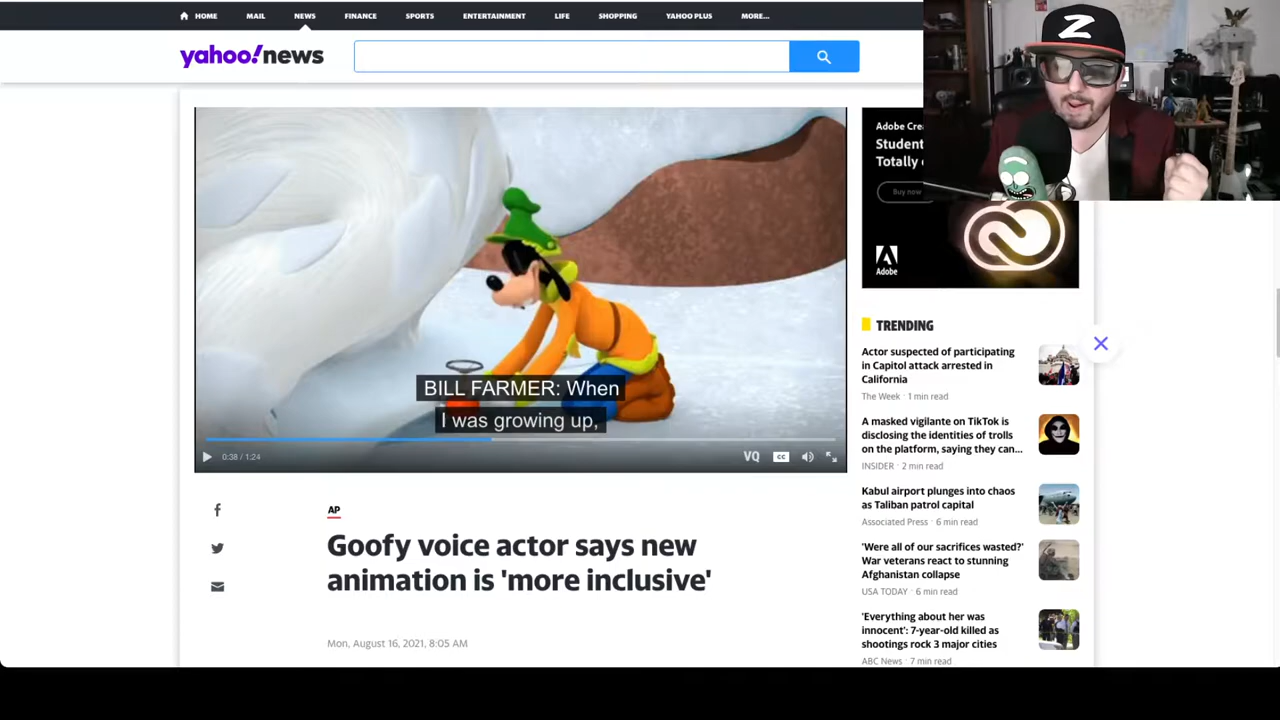 HOME MAIL NEWS FINANCE SPORTS ENTERTAINMENT LIFE SHOPPING YAHOO PLUS MORE...
yahoo!news
Z
Adobe Cre
Student
Totally
Buy now
Adobe
BILL FARMER: When
I was growing up,
0:38 / 1:24
VQ
CC
AP
Goofy voice actor says new
animation is 'more inclusive'
Mon, August 16, 2021, 8:05 AM
TRENDING
Actor suspected of participating
in Capitol attack arrested in
California
The Week · 1 min read
A masked vigilante on TikTok is
disclosing the identities of trolls
on the platform, saying they can...
INSIDER · 2 min read
Kabul airport plunges into chaos
as Taliban patrol capital
Associated Press · 6 min read
'Were all of our sacrifices wasted?'
War veterans react to stunning
Afghanistan collapse
USA TODAY · 6 min read
'Everything about her was
innocent': 7-year-old killed as
shootings rock 3 major cities
ABC News · 7 min read